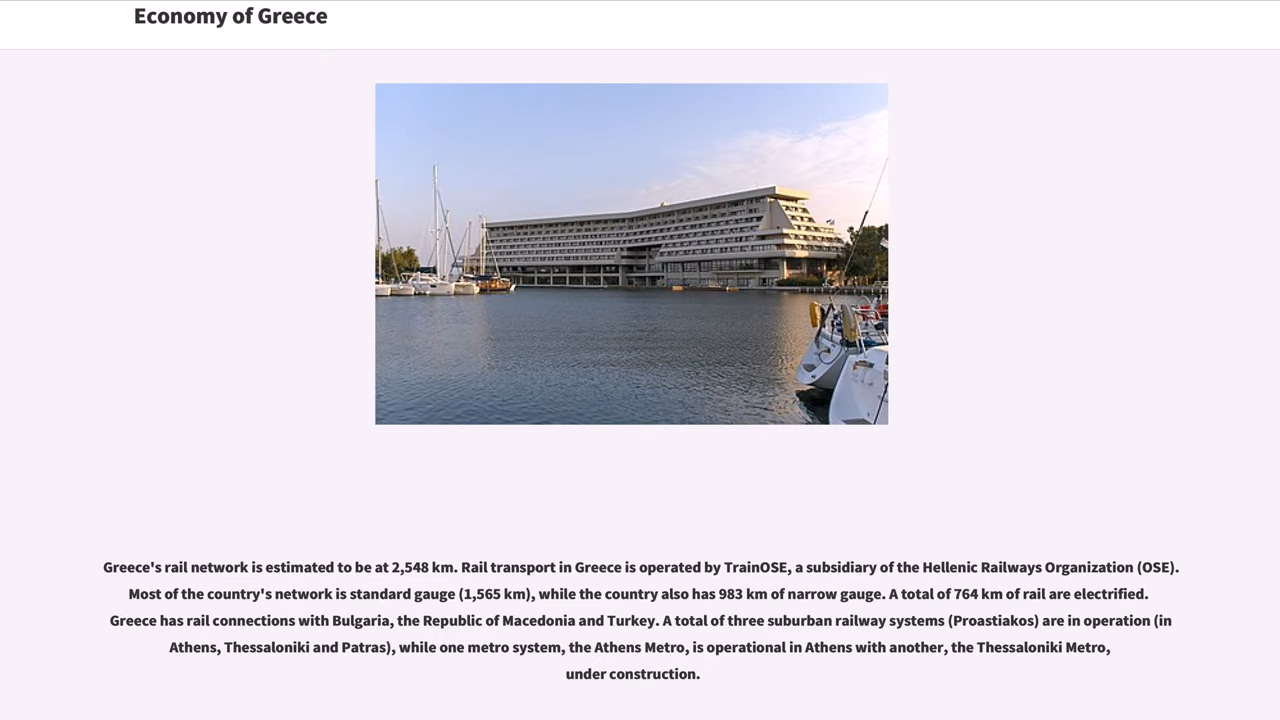 Economy of Greece
Greece's rail network is estimated to be at 2,548 km. Rail transport in Greece is operated by TrainOSE, a subsidiary of the Hellenic Railways Organization (OSE).
Most of the country's network is standard gauge (1,565 km), while the country also has 983 km of narrow gauge. A total of 764 km of rail are electrified.
Greece has rail connections with Bulgaria, the Republic of Macedonia and Turkey. A total of three suburban railway systems (Proastiakos) are in operation (in
Athens, Thessaloniki and Patras), while one metro system, the Athens Metro, is operational in Athens with another, the Thessaloniki Metro,
under construction.